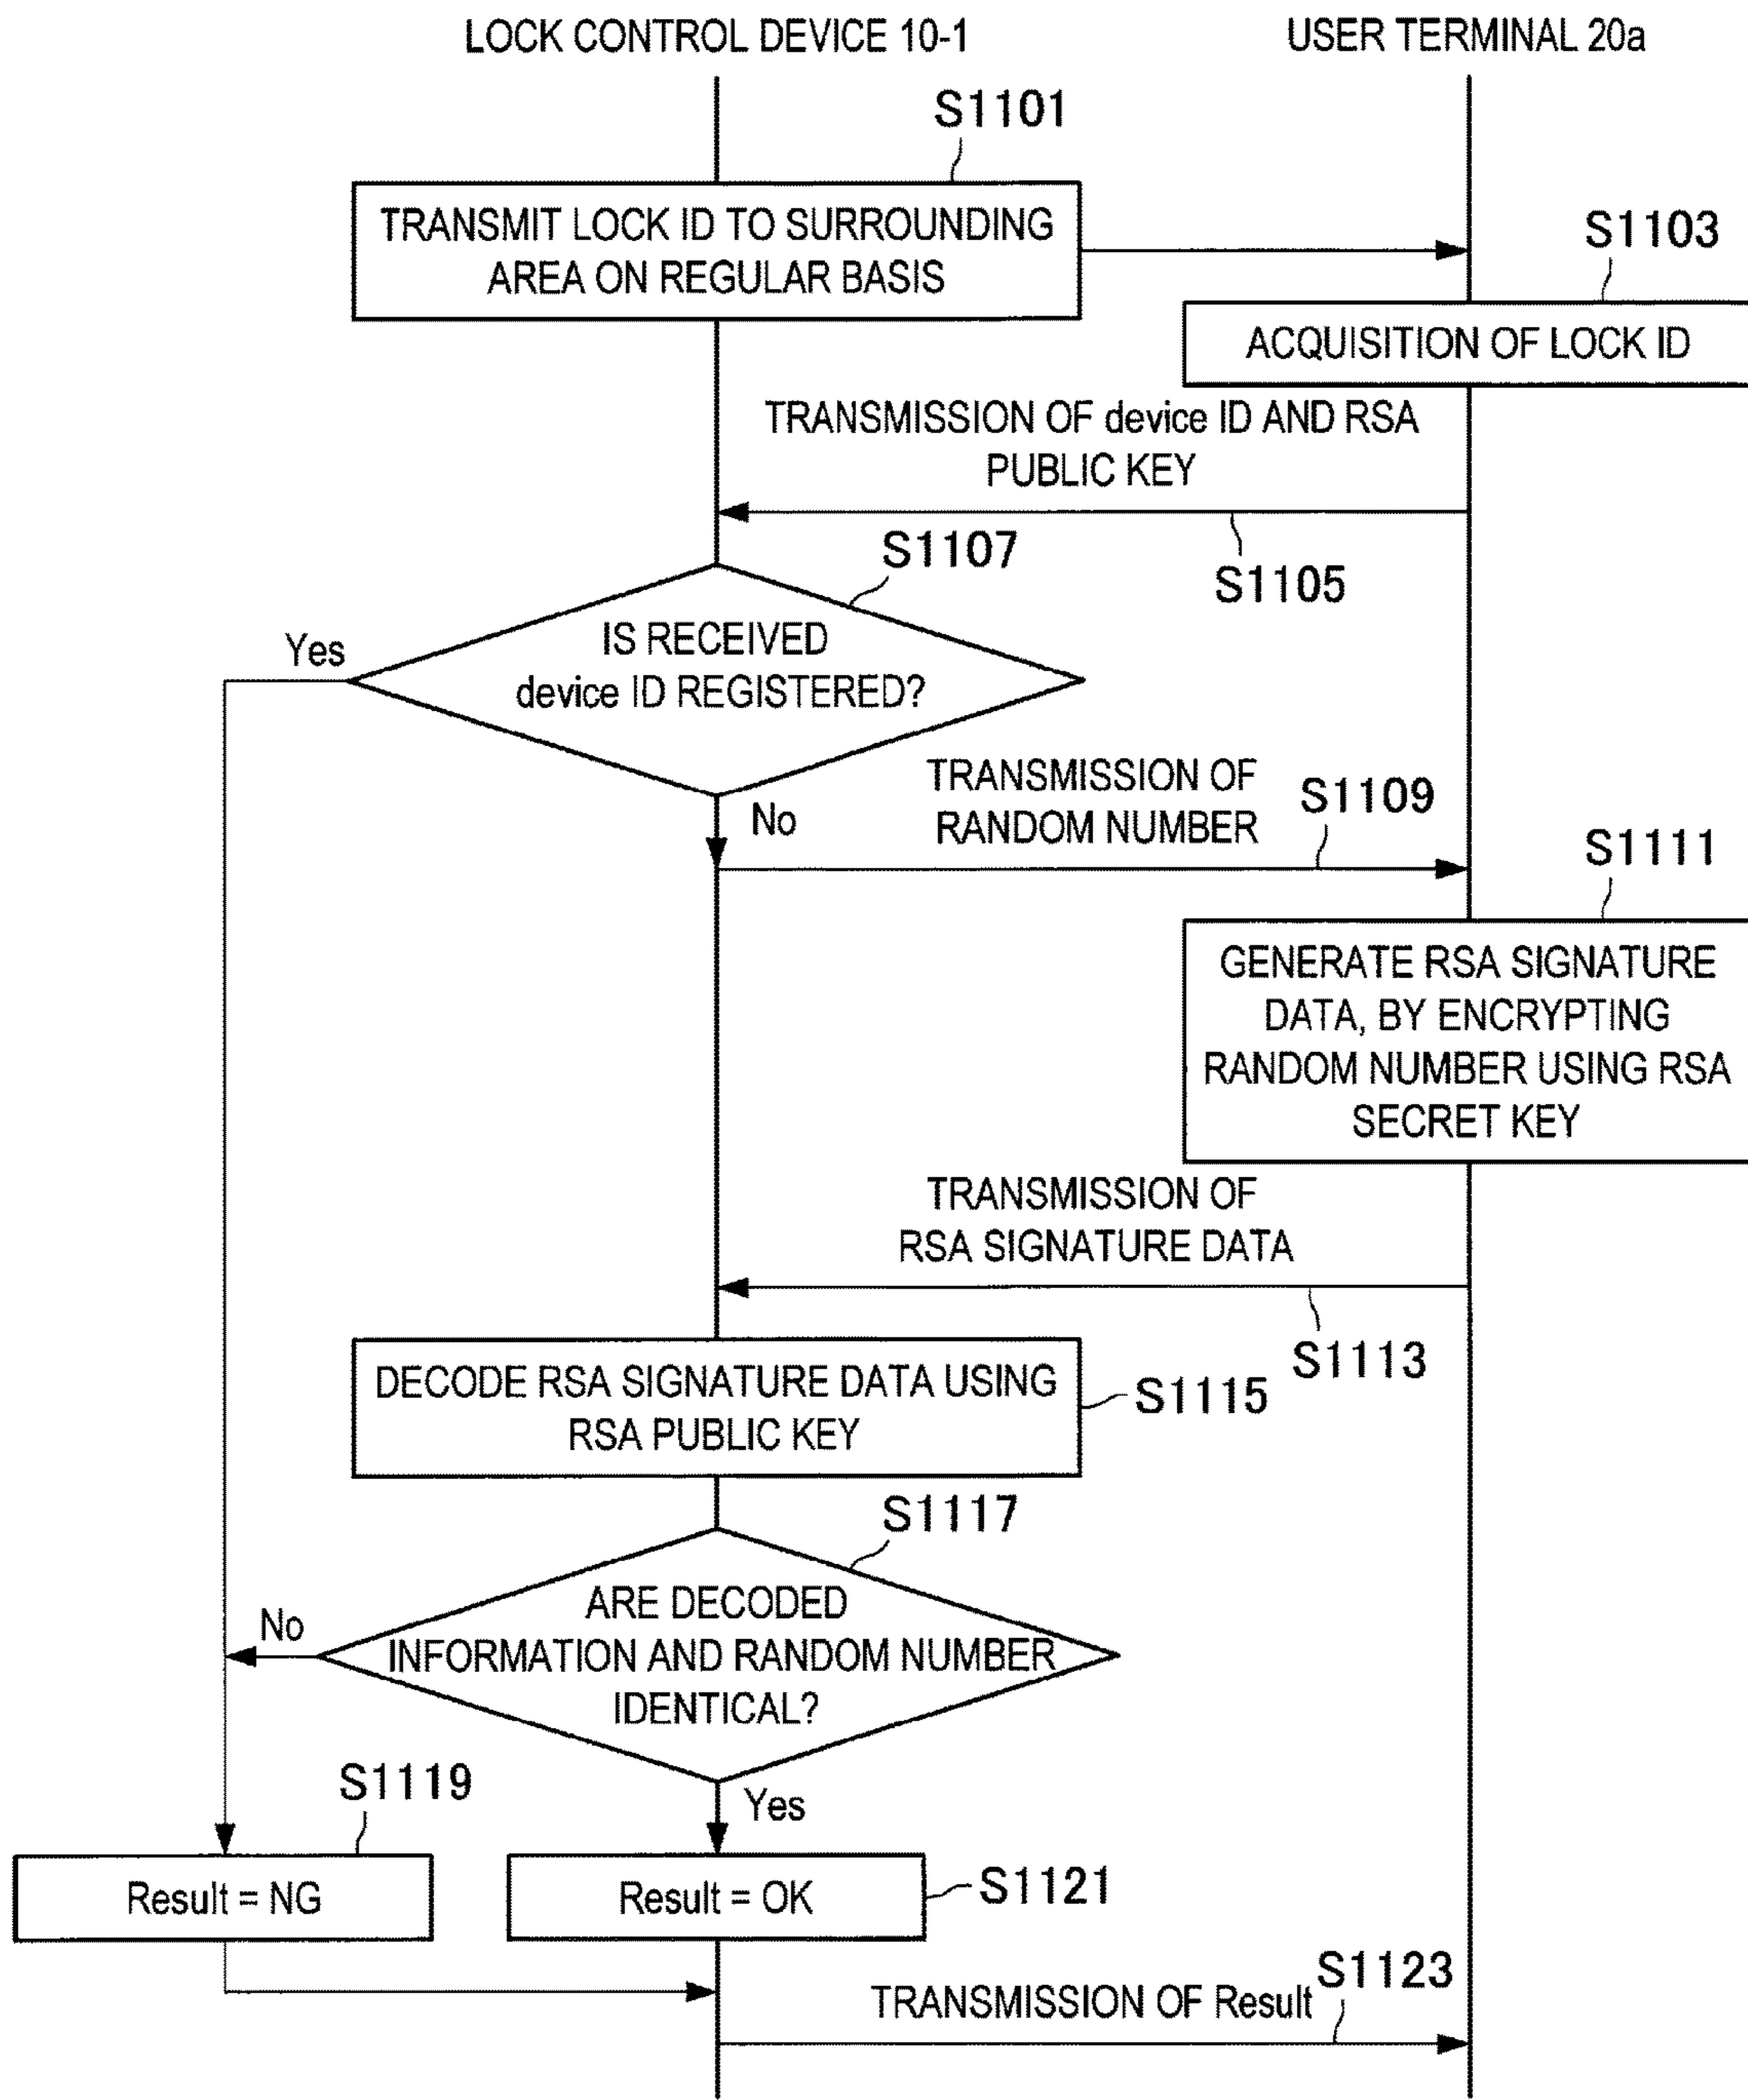 LOCK CONTROL DEVICE 10-1
USER TERMINAL 20a
S1101
TRANSMIT LOCK ID TO SURROUNDING
AREA ON REGULAR BASIS
S1103
ACQUISITION OF LOCK ID
TRANSMISSION OF device ID AND RSA
PUBLIC KEY
S1105
S1107
IS RECEIVED
device ID REGISTERED?
Yes
No
TRANSMISSION OF
RANDOM NUMBER
S1109
S1111
GENERATE RSA SIGNATURE
DATA, BY ENCRYPTING
RANDOM NUMBER USING RSA
SECRET KEY
TRANSMISSION OF
RSA SIGNATURE DATA
S1113
DECODE RSA SIGNATURE DATA USING
RSA PUBLIC KEY
S1115
S1117
ARE DECODED
INFORMATION AND RANDOM NUMBER
IDENTICAL?
No
Yes
S1119
Result = NG
Result = OK
S1121
TRANSMISSION OF Result
S1123